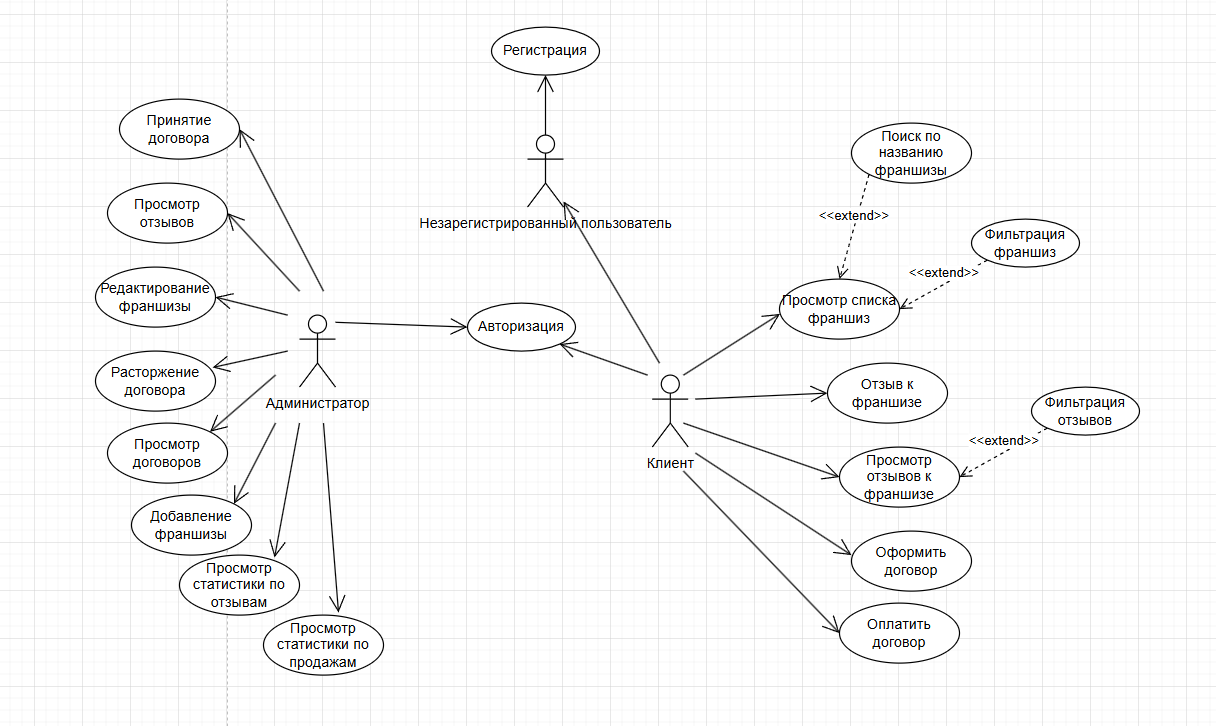 Регистрация
Принятие
договора
Просмотр
отзывов
Редактирование
франшизы
Расторжение
договора
Просмотр
договоров
Добавление
франшизы
Просмотр
статистики по
отзывам
Просмотр
статистики по
продажам
Администратор
Незарегистрированный пользователь
Авторизация
Клиент
Поиск по
названию
франшизы
<<extend>>
Фильтрация
франшиз
<<extend>>
Просмотр списка
франшиз
Отзыв к
франшизе
Фильтрация
отзывов
<<extend>>
Просмотр
отзывов к
франшизе
Оформить
договор
Оплатить
договор